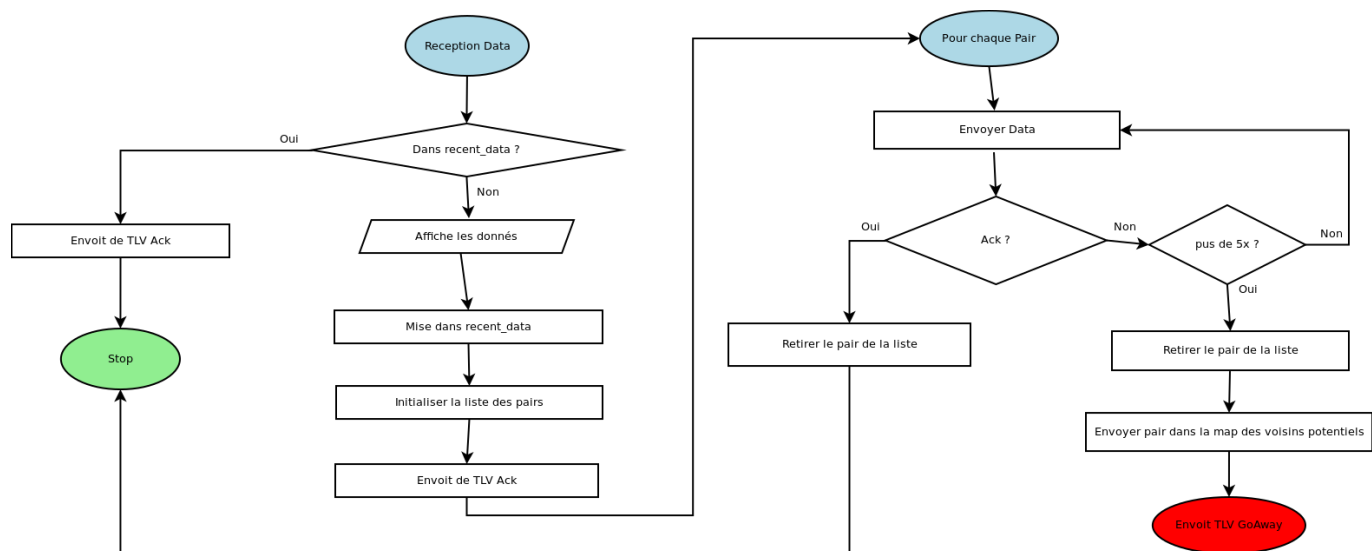 Reception Data
Dans recent_data ?
Oui
Non
Envoit de TLV Ack
Stop
Affiche les donnés
Mise dans recent_data
Initialiser la liste des pairs
Envoit de TLV Ack
Pour chaque Pair
Envoyer Data
Ack ?
Oui
Non
pus de 5x ?
Non
Oui
Retirer le pair de la liste
Retirer le pair de la liste
Envoyer pair dans la map des voisins potentiels
Envoit TLV GoAway